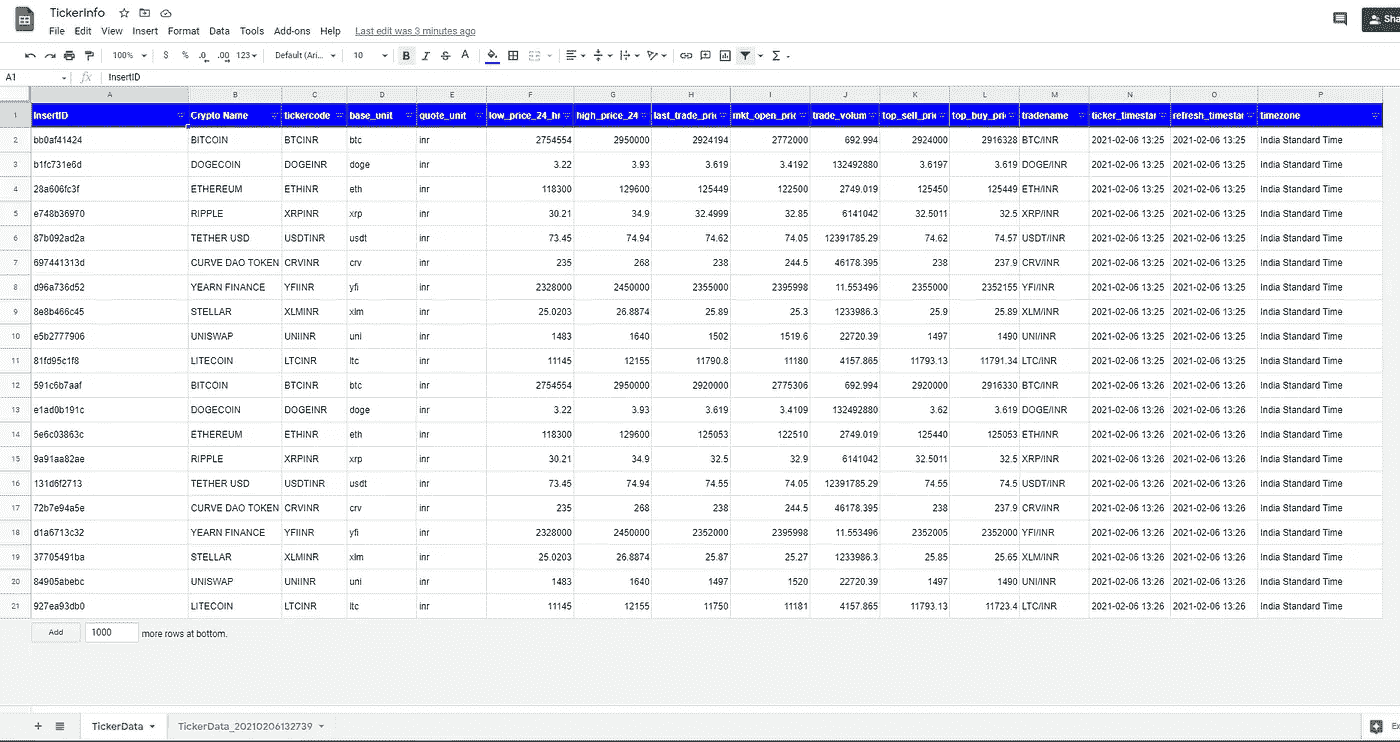 TickerInfo
File Edit View Insert Format Data Tools Add-ons Help Last edit was 3 minutes ago
100% $ % .0 .00 123 Default (Ari... 10 B I S A
A1 fx InsertID
A B C D E F G H I J K L M N O P
1 InsertID Crypto Name tickercode base_unit quote_unit low_price_24_hr high_price_24 last_trade_pric mkt_open_pric trade_volum top_sell_pric top_buy_pric tradename ticker_timestar refresh_timestar timezone
2 bb0af41424 BITCOIN BTCINR btc inr 2754554 2950000 2924194 2772000 692.994 2924000 2916328 BTC/INR 2021-02-06 13:25 2021-02-06 13:25 India Standard Time
3 b1fc731e6d DOGECOIN DOGEINR doge inr 3.22 3.93 3.619 3.4192 132492880 3.6197 3.619 DOGE/INR 2021-02-06 13:25 2021-02-06 13:25 India Standard Time
4 28a606fc3f ETHEREUM ETHINR eth inr 118300 129600 125449 122500 2749.019 125450 125449 ETH/INR 2021-02-06 13:25 2021-02-06 13:25 India Standard Time
5 e748b36970 RIPPLE XRPINR xrp inr 30.21 34.9 32.4999 32.85 6141042 32.5011 32.5 XRP/INR 2021-02-06 13:25 2021-02-06 13:25 India Standard Time
6 87b092ad2a TETHER USD USDTINR usdt inr 73.45 74.94 74.62 74.05 12391785.29 74.62 74.57 USDT/INR 2021-02-06 13:25 2021-02-06 13:25 India Standard Time
7 697441313d CURVE DAO TOKEN CRVINR crv inr 235 268 238 244.5 46178.395 238 237.9 CRV/INR 2021-02-06 13:25 2021-02-06 13:25 India Standard Time
8 d96a736d52 YEARN FINANCE YFIINR yfi inr 2328000 2450000 2355000 2395998 11.553496 2355000 2352155 YFI/INR 2021-02-06 13:25 2021-02-06 13:25 India Standard Time
9 8e8b466c45 STELLAR XLMINR xlm inr 25.0203 26.8874 25.89 25.3 1233986.3 25.9 25.89 XLM/INR 2021-02-06 13:25 2021-02-06 13:25 India Standard Time
10 e5b2777906 UNISWAP UNIINR uni inr 1483 1640 1502 1519.6 22720.39 1497 1490 UNI/INR 2021-02-06 13:25 2021-02-06 13:25 India Standard Time
11 81fd95c1f8 LITECOIN LTCINR ltc inr 11145 12155 11790.8 11180 4157.865 11793.13 11791.34 LTC/INR 2021-02-06 13:25 2021-02-06 13:25 India Standard Time
12 591c6b7aaf BITCOIN BTCINR btc inr 2754554 2950000 2920000 2775306 692.994 2920000 2916330 BTC/INR 2021-02-06 13:26 2021-02-06 13:26 India Standard Time
13 e1ad0b191c DOGECOIN DOGEINR doge inr 3.22 3.93 3.619 3.4109 132492880 3.62 3.619 DOGE/INR 2021-02-06 13:26 2021-02-06 13:26 India Standard Time
14 5e6c03863c ETHEREUM ETHINR eth inr 118300 129600 125053 122510 2749.019 125440 125053 ETH/INR 2021-02-06 13:26 2021-02-06 13:26 India Standard Time
15 9a91aa82ae RIPPLE XRPINR xrp inr 30.21 34.9 32.5 32.9 6141042 32.5011 32.5 XRP/INR 2021-02-06 13:26 2021-02-06 13:26 India Standard Time
16 131d6f2713 TETHER USD USDTINR usdt inr 73.45 74.94 74.55 74.05 12391785.29 74.55 74.5 USDT/INR 2021-02-06 13:26 2021-02-06 13:26 India Standard Time
17 72b7e94a5e CURVE DAO TOKEN CRVINR crv inr 235 268 238 244.5 46178.395 238 237.9 CRV/INR 2021-02-06 13:26 2021-02-06 13:26 India Standard Time
18 d1a6713c32 YEARN FINANCE YFIINR yfi inr 2328000 2450000 2352000 2395998 11.553496 2352005 2352000 YFI/INR 2021-02-06 13:26 2021-02-06 13:26 India Standard Time
19 37705491ba STELLAR XLMINR xlm inr 25.0203 26.8874 25.87 25.27 1233986.3 25.85 25.65 XLM/INR 2021-02-06 13:26 2021-02-06 13:26 India Standard Time
20 84905abebc UNISWAP UNIINR uni inr 1483 1640 1497 1520 22720.39 1497 1490 UNI/INR 2021-02-06 13:26 2021-02-06 13:26 India Standard Time
21 927ea93db0 LITECOIN LTCINR ltc inr 11145 12155 11750 11181 4157.865 11793.13 11723.4 LTC/INR 2021-02-06 13:26 2021-02-06 13:26 India Standard Time
Add 1000 more rows at bottom.
TickerData TickerData_20210206132739